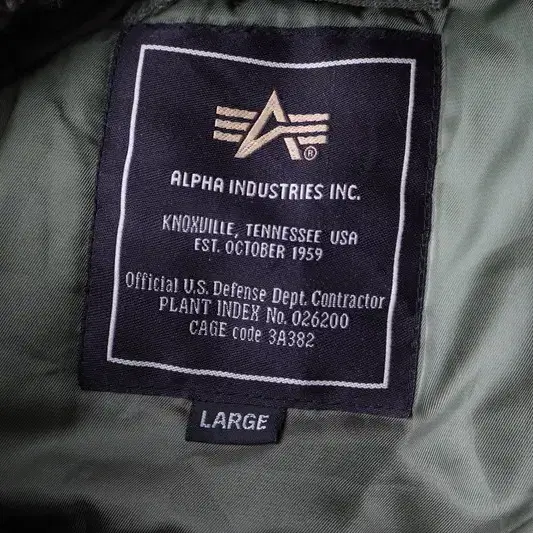 ®
ALPHA INDUSTRIES INC.
KNOXVILLE, TENNESSEE USA
EST. OCTOBER 1959
Official U.S. Defense Dept. Contractor
PLANT INDEX No. 026200
CAGE code 3A382
LARGE